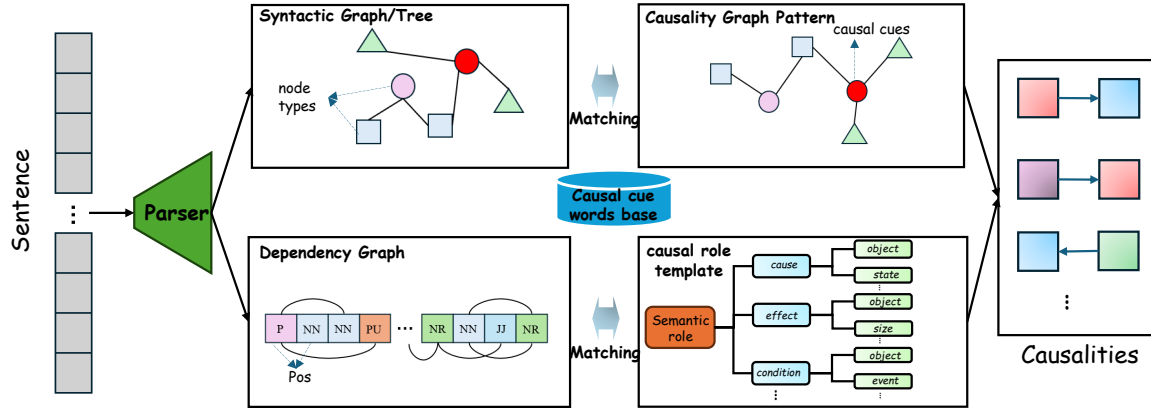 Sentence
Parser
Syntactic Graph/Tree
node
types
Matching
Causality Graph Pattern
causal cues
Causal cue
words base
Dependency Graph
P NN NN PU ... NR NN JJ NR
Pos
Matching
causal role
template
Semantic
role
cause
object
state
...
effect
object
size
...
condition
object
event
...
...
...
...
Causalities